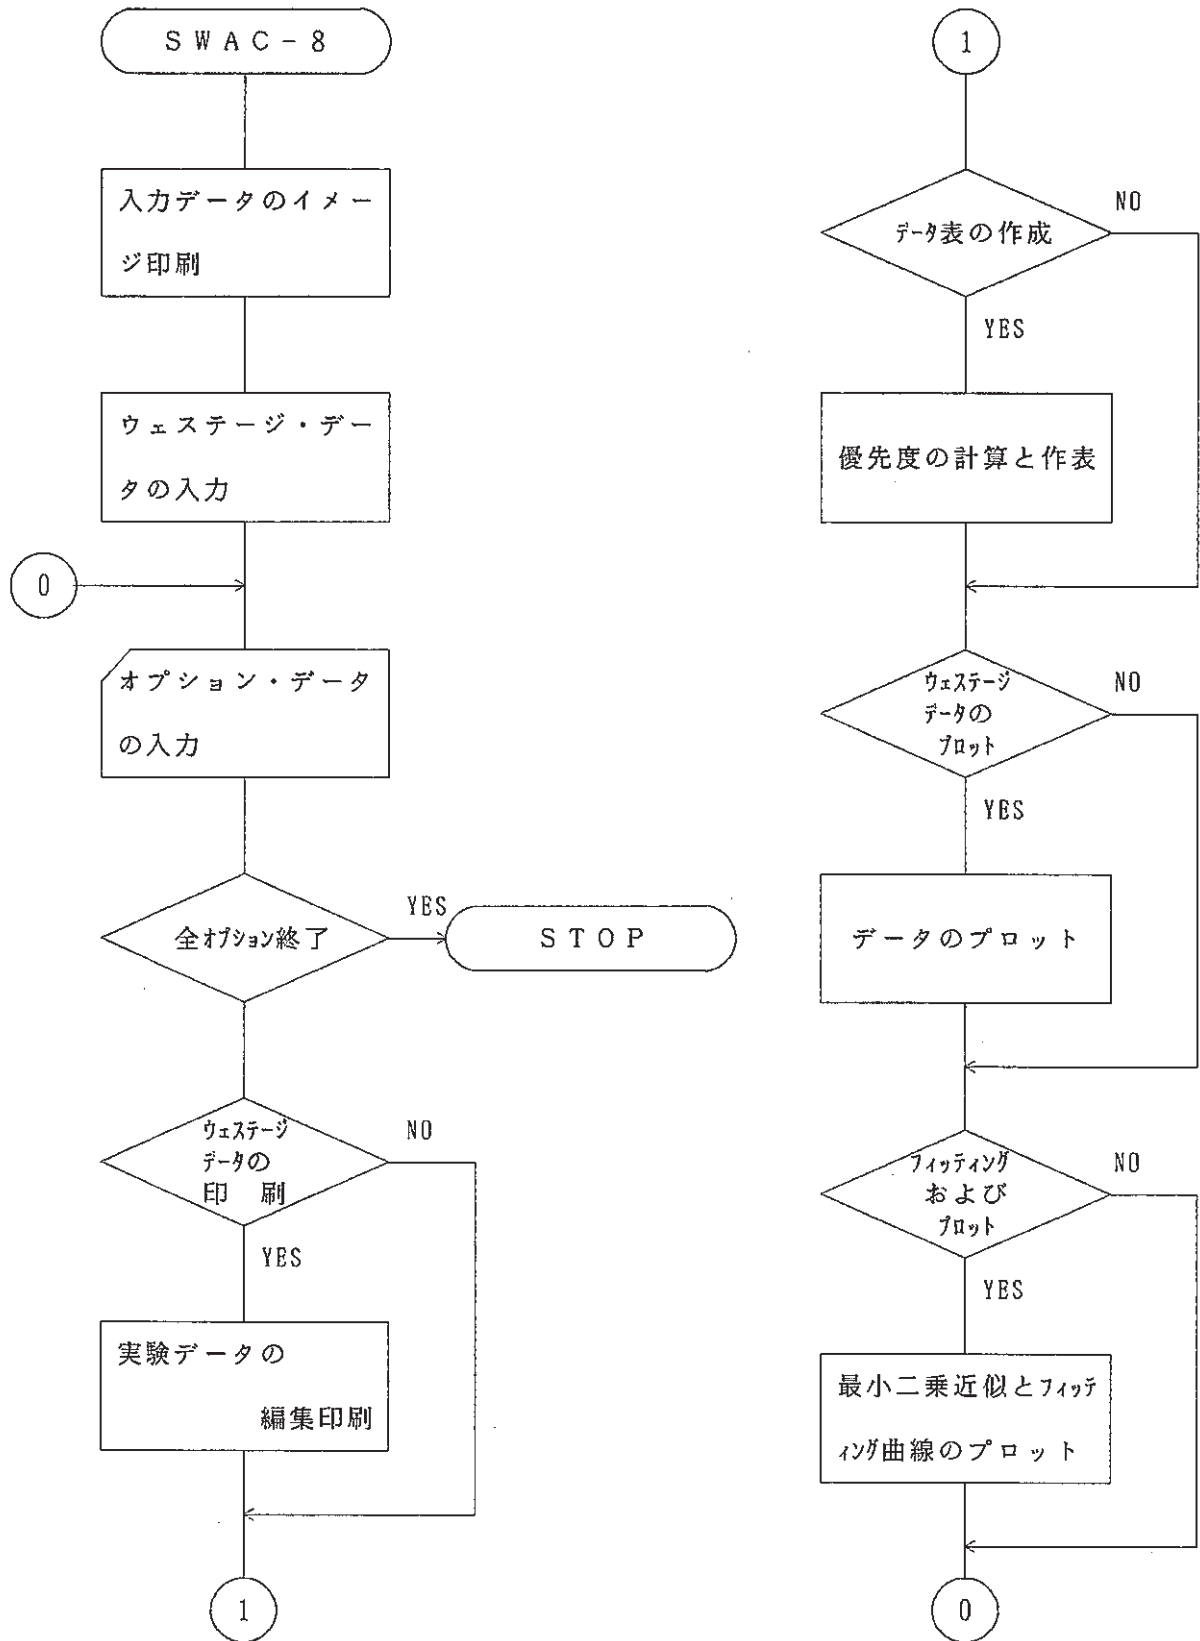 SWAC-8
入力データのイメー
ジ印刷
ウェステージ・デー
タの入力
0
オプション・データ
の入力
全オプション終了
YES
STOP
ウェステージ
データの
印 刷
NO
YES
実験データの
編集印刷
1
1
データ表の作成
NO
YES
優先度の計算と作表
ウェステージ
データの
プロット
NO
YES
データのプロット
フィッティング
および
プロット
NO
YES
最小二乗近似とフィッテ
ィング曲線のプロット
0